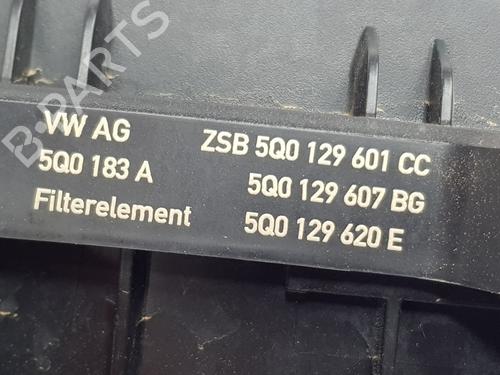 B-PARTS
VW AG ZSB 5Q0 129 601 CC
5Q0 183 A 5Q0 129 607 BG
Filterelement 5Q0 129 620 E